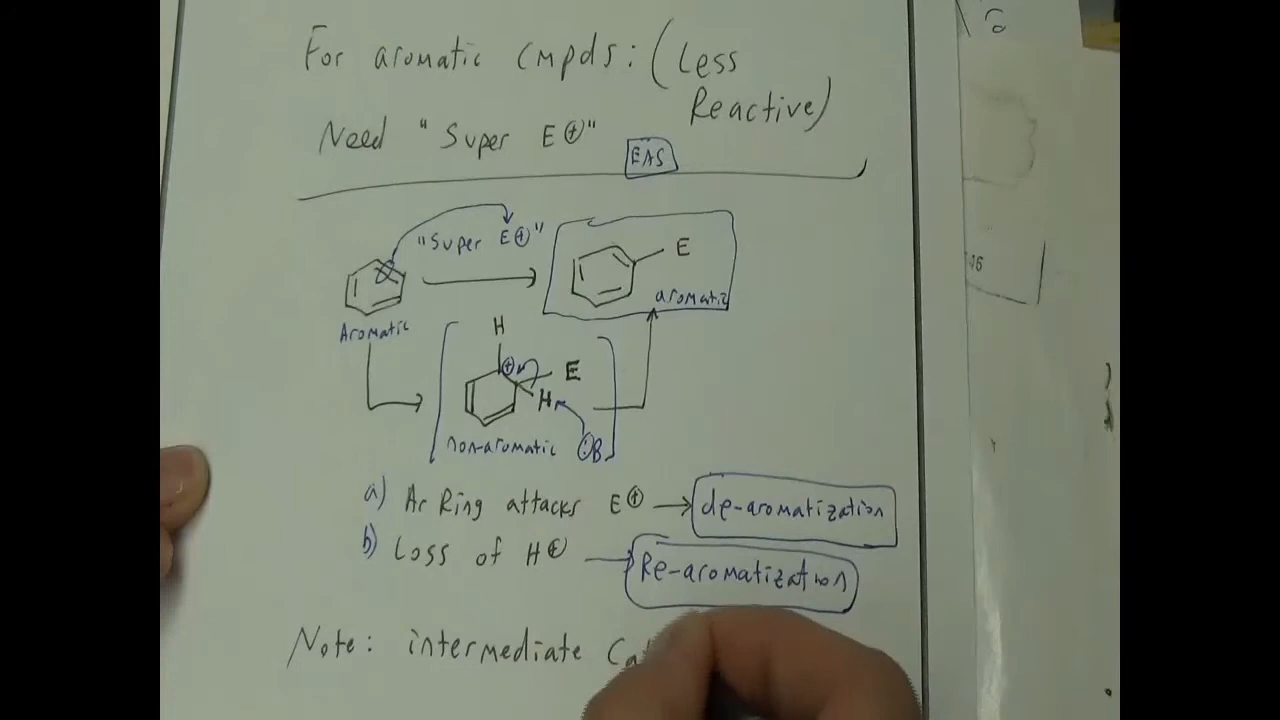 For aromatic cmpds: (Less
Reactive)
Need "Super E⊕"
EAS
"Super E⊕"
E
aromatic
Aromatic
H
⊕
E
H
non-aromatic
:B
a) Ar Ring attacks E⊕ → de-aromatization
b) Loss of H⊕ → Re-aromatization
Note: intermediate